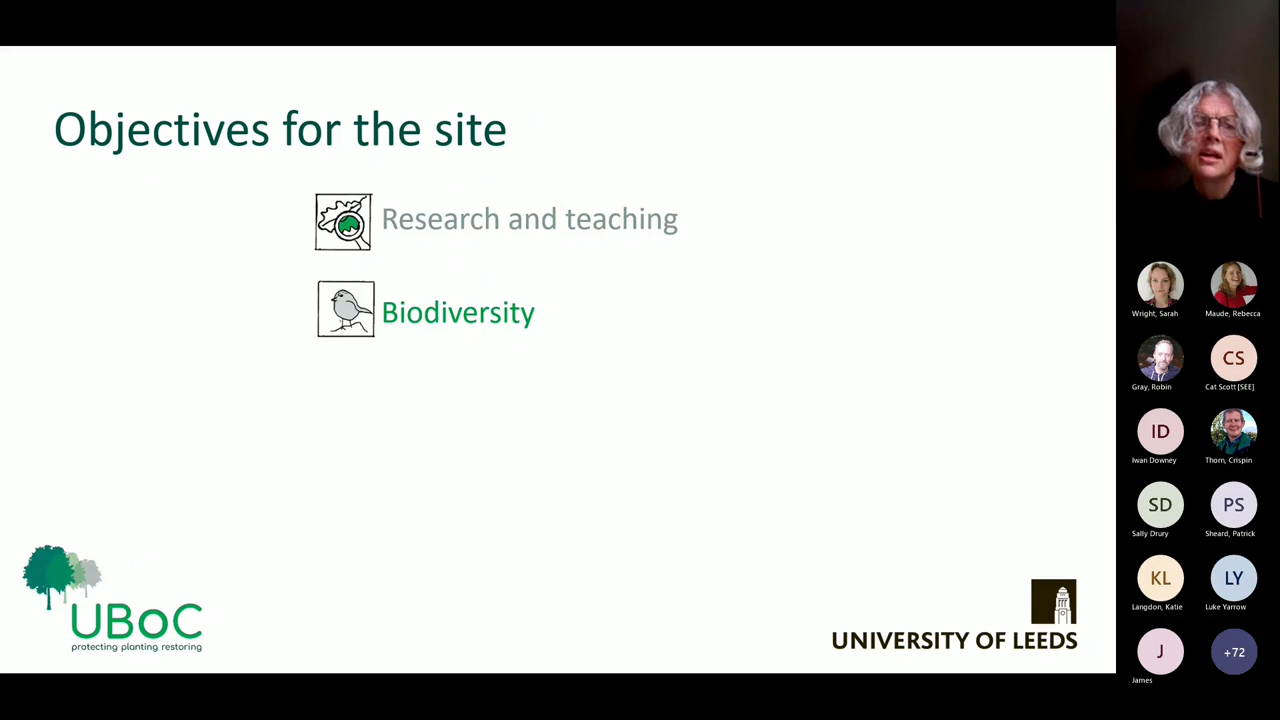 Objectives for the site
Research and teaching
Biodiversity
UBoC
protecting planting restoring
UNIVERSITY OF LEEDS
Wright, Sarah
Maude, Rebecca
Gray, Robin
CS
Cat Scott [SEE]
ID
Iwan Downey
Thorn, Crispin
SD
Sally Drury
PS
Sheard, Patrick
KL
Langdon, Katie
LY
Luke Yarrow
J
James
+72